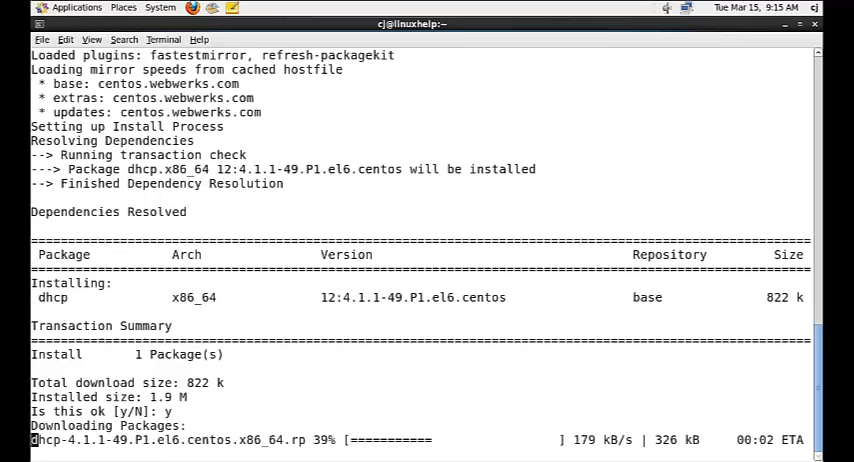 Applications Places System Tue Mar 15, 9:15 AM cj
cj@linuxhelp:~
File Edit View Search Terminal Help
Loaded plugins: fastestmirror, refresh-packagekit
Loading mirror speeds from cached hostfile
* base: centos.webwerks.com
* extras: centos.webwerks.com
* updates: centos.webwerks.com
Setting up Install Process
Resolving Dependencies
--> Running transaction check
---> Package dhcp.x86_64 12:4.1.1-49.P1.el6.centos will be installed
--> Finished Dependency Resolution
Dependencies Resolved
================================================================================
Package Arch Version Repository Size
================================================================================
Installing:
dhcp x86_64 12:4.1.1-49.P1.el6.centos base 822 k
Transaction Summary
================================================================================
Install 1 Package(s)
Total download size: 822 k
Installed size: 1.9 M
Is this ok [y/N]: y
Downloading Packages:
dhcp-4.1.1-49.P1.el6.centos.x86_64.rp 39% [=========== ] 179 kB/s | 326 kB 00:02 ETA